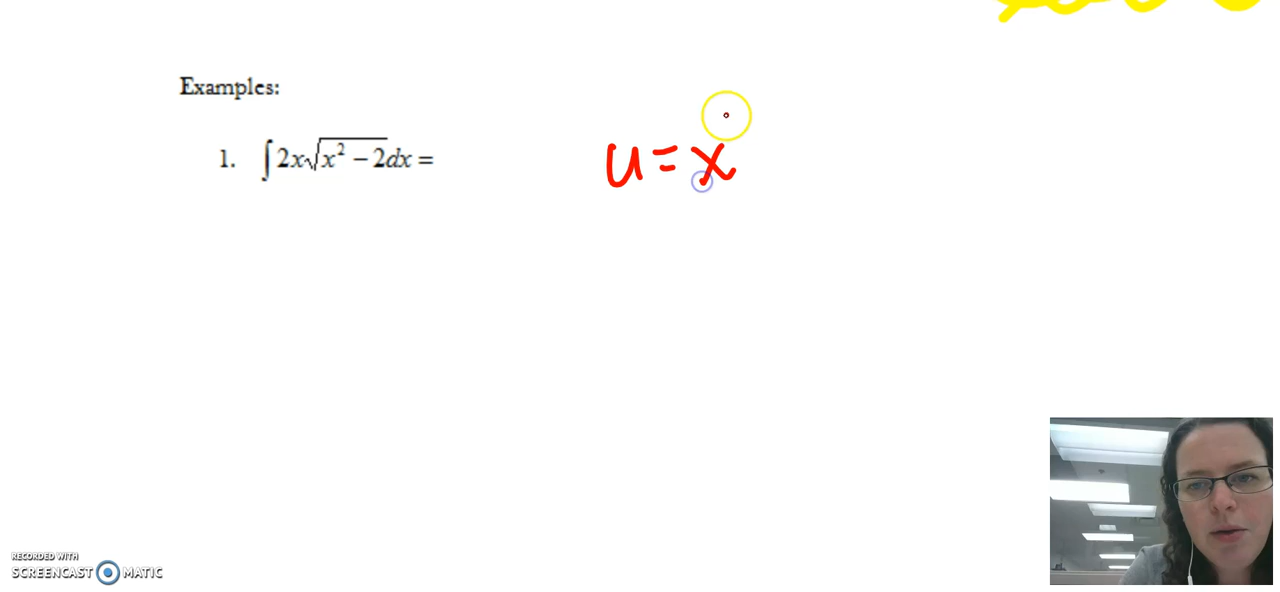 Examples:
1. ∫ 2x√(x² − 2)dx =
u = x
RECORDED WITH
SCREENCAST MATIC